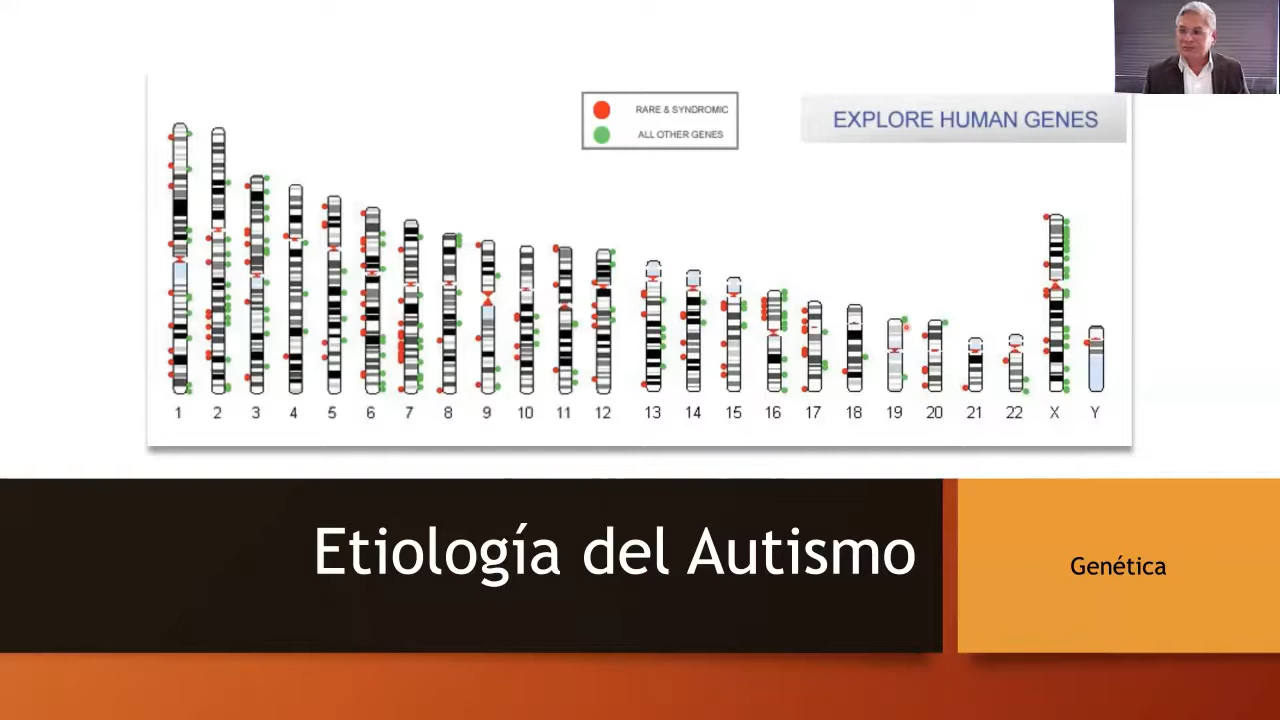 RARE & SYNDROMIC
ALL OTHER GENES
EXPLORE HUMAN GENES
1 2 3 4 5 6 7 8 9 10 11 12 13 14 15 16 17 18 19 20 21 22 X Y
Etiología del Autismo
Genética